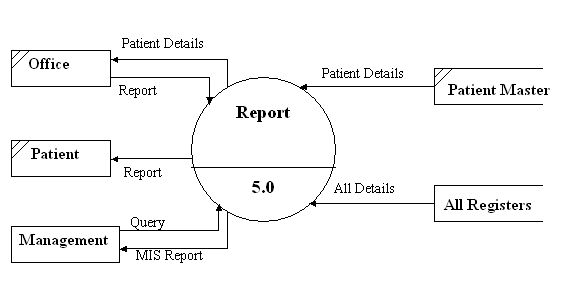 Patient Details
Office
Report
Patient Details
Patient Master
Report
Patient
Report
5.0
All Details
All Registers
Query
Management
MIS Report